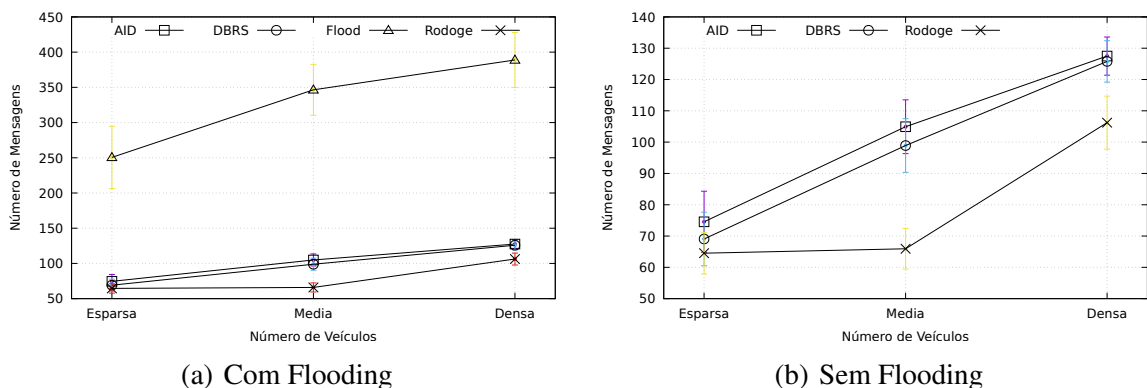 450
400
350
300
250
200
150
100
50
Número de Mensagens
AID DBRS Flood Rodoge
Esparsa Media Densa
Número de Veículos
(a) Com Flooding
140
130
120
110
100
90
80
70
60
50
Número de Mensagens
AID DBRS Rodoge
Esparsa Media Densa
Número de Veículos
(b) Sem Flooding